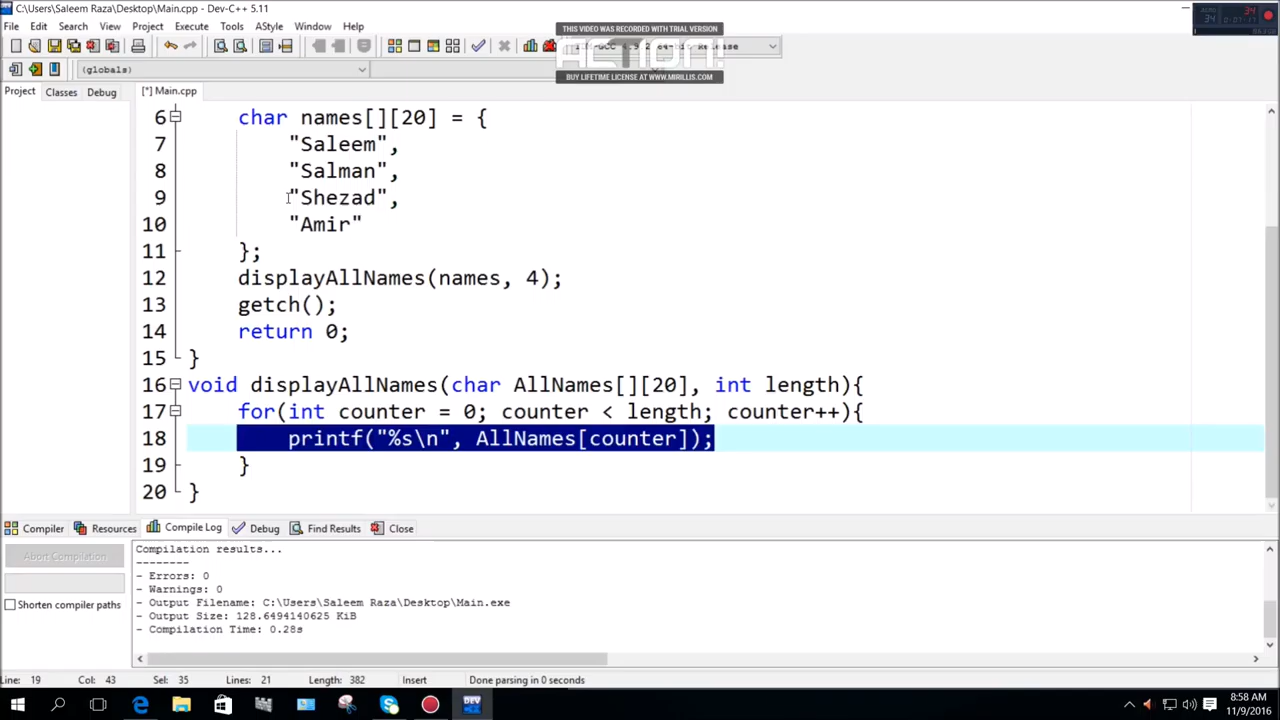 C:\Users\Saleem Raza\Desktop\Main.cpp - Dev-C++ 5.11
File Edit Search View Project Execute Tools AStyle Window Help
THIS VIDEO WAS RECORDED WITH TRIAL VERSION
ACTION!
BUY LIFETIME LICENSE AT WWW.MIRILLIS.COM
64-bit Release
(globals)
Project Classes Debug
[*] Main.cpp
6 char names[][20] = {
7 "Saleem",
8 "Salman",
9 "Shezad",
10 "Amir"
11 };
12 displayAllNames(names, 4);
13 getch();
14 return 0;
15 }
16 void displayAllNames(char AllNames[][20], int length){
17 for(int counter = 0; counter < length; counter++){
18 printf("%s\n", AllNames[counter]);
19 }
20 }
Compiler Resources Compile Log Debug Find Results Close
Abort Compilation
Shorten compiler paths
Compilation results...
--------
- Errors: 0
- Warnings: 0
- Output Filename: C:\Users\Saleem Raza\Desktop\Main.exe
- Output Size: 128.6494140625 KiB
- Compilation Time: 0.28s
Line: 19 Col: 43 Sel: 35 Lines: 21 Length: 382 Insert Done parsing in 0 seconds
DEV
8:58 AM
11/9/2016